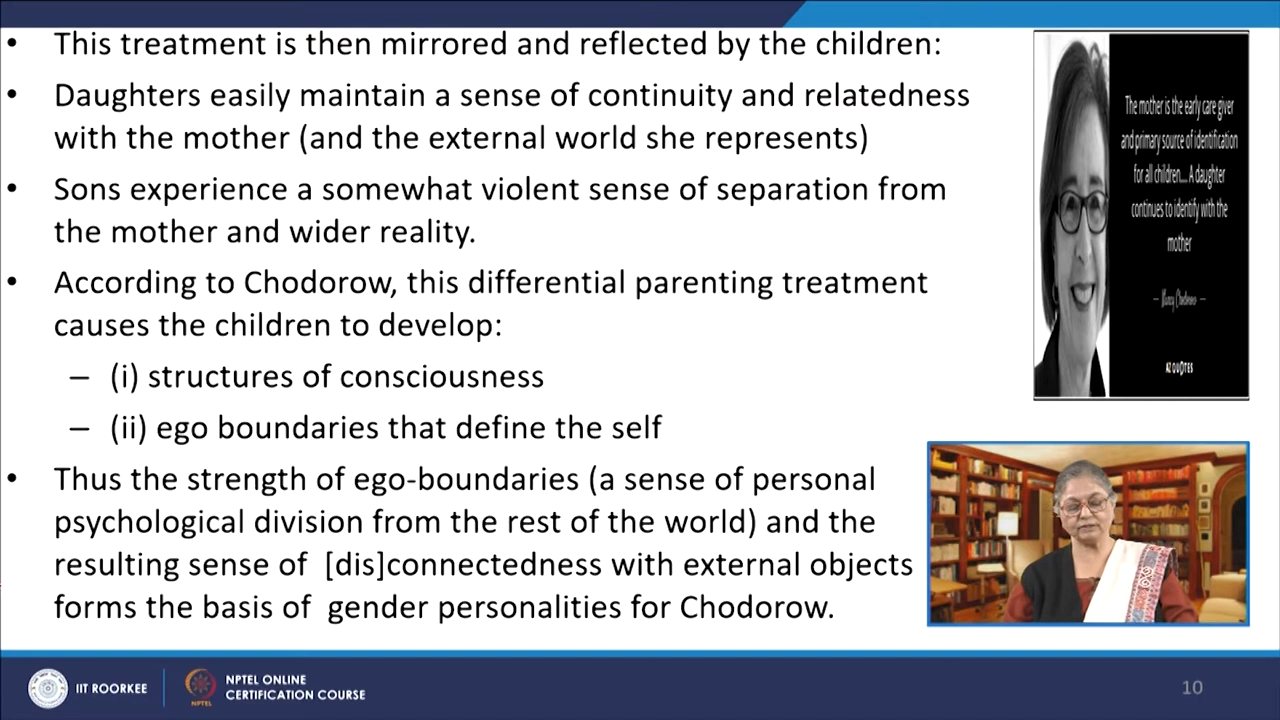 • This treatment is then mirrored and reflected by the children:
• Daughters easily maintain a sense of continuity and relatedness
with the mother (and the external world she represents)
• Sons experience a somewhat violent sense of separation from
the mother and wider reality.
• According to Chodorow, this differential parenting treatment
causes the children to develop:
– (i) structures of consciousness
– (ii) ego boundaries that define the self
• Thus the strength of ego-boundaries (a sense of personal
psychological division from the rest of the world) and the
resulting sense of [dis]connectedness with external objects
forms the basis of gender personalities for Chodorow.
The mother is the early care giver
and primary source of identification
for all children.... A daughter
continues to identify with the
mother
— Nancy Chodorow —
AZ QUOTES
IIT ROORKEE
NPTEL
NPTEL ONLINE
CERTIFICATION COURSE
10